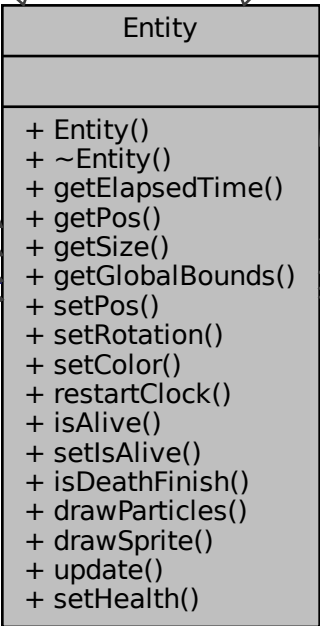 Entity
+ Entity()
+ ~Entity()
+ getElapsedTime()
+ getPos()
+ getSize()
+ getGlobalBounds()
+ setPos()
+ setRotation()
+ setColor()
+ restartClock()
+ isAlive()
+ setIsAlive()
+ isDeathFinish()
+ drawParticles()
+ drawSprite()
+ update()
+ setHealth()